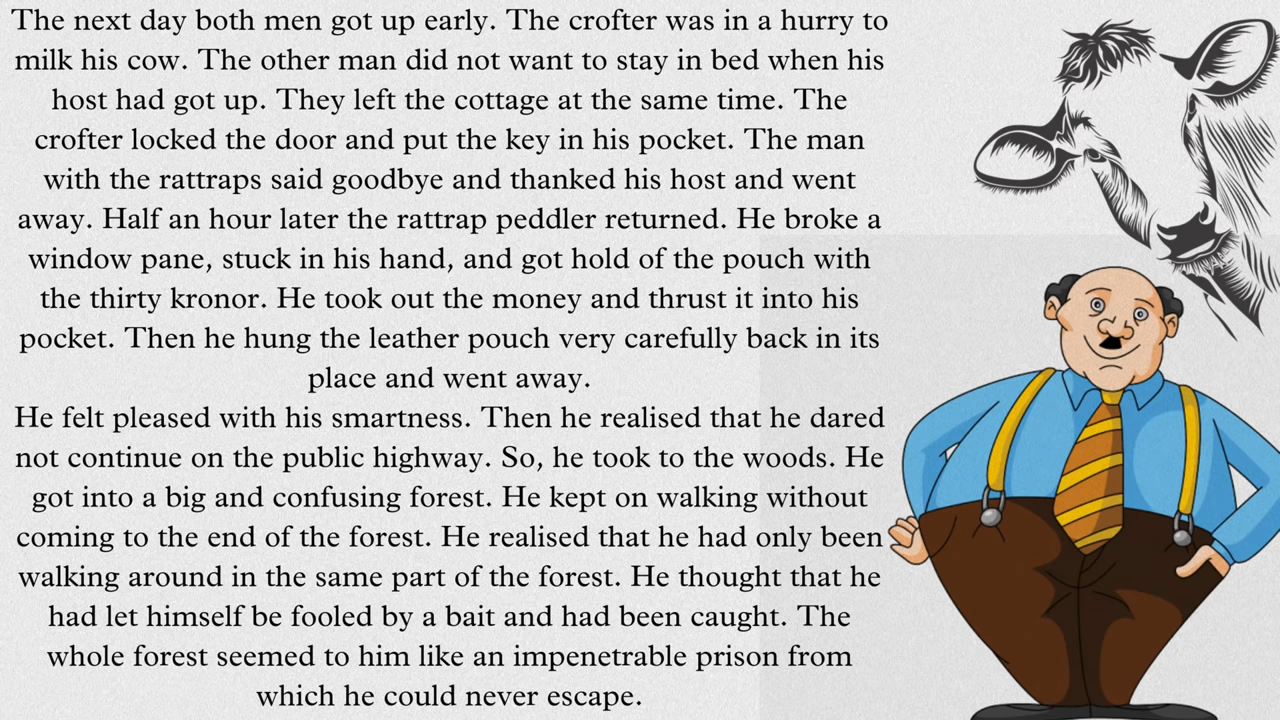 The next day both men got up early. The crofter was in a hurry to
milk his cow. The other man did not want to stay in bed when his
host had got up. They left the cottage at the same time. The
crofter locked the door and put the key in his pocket. The man
with the rattraps said goodbye and thanked his host and went
away. Half an hour later the rattrap peddler returned. He broke a
window pane, stuck in his hand, and got hold of the pouch with
the thirty kronor. He took out the money and thrust it into his
pocket. Then he hung the leather pouch very carefully back in its
place and went away.
He felt pleased with his smartness. Then he realised that he dared
not continue on the public highway. So, he took to the woods. He
got into a big and confusing forest. He kept on walking without
coming to the end of the forest. He realised that he had only been
walking around in the same part of the forest. He thought that he
had let himself be fooled by a bait and had been caught. The
whole forest seemed to him like an impenetrable prison from
which he could never escape.